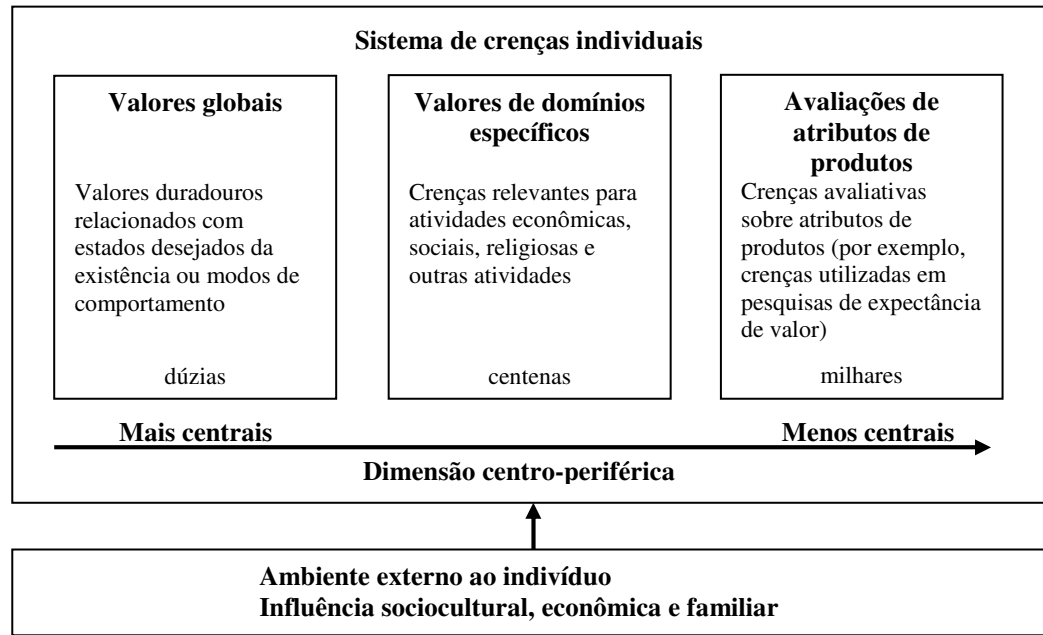 Sistema de crenças individuais
Valores globais
Valores duradouros
relacionados com
estados desejados da
existência ou modos de
comportamento
dúzias
Valores de domínios
específicos
Crenças relevantes para
atividades econômicas,
sociais, religiosas e
outras atividades
centenas
Avaliações de
atributos de
produtos
Crenças avaliativas
sobre atributos de
produtos (por exemplo,
crenças utilizadas em
pesquisas de expectância
de valor)
milhares
Mais centrais
Menos centrais
Dimensão centro-periférica
Ambiente externo ao indivíduo
Influência sociocultural, econômica e familiar